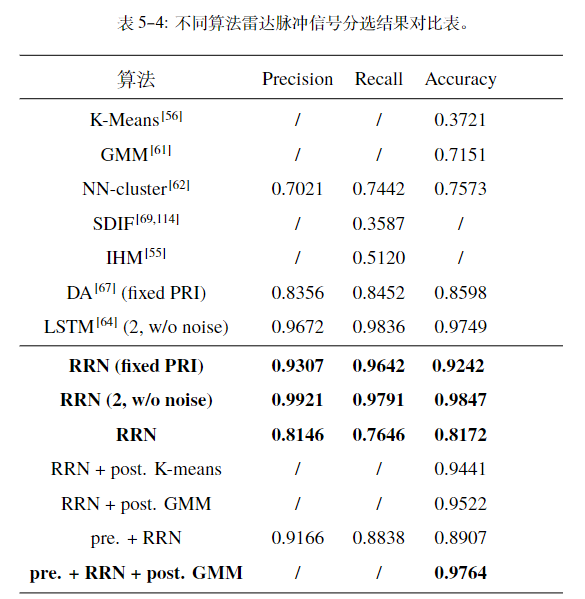 表 5-4: 不同算法雷达脉冲信号分选结果对比表。
算法 Precision Recall Accuracy
K-Means[56] / / 0.3721
GMM[61] / / 0.7151
NN-cluster[62] 0.7021 0.7442 0.7573
SDIF[69,114] / 0.3587 /
IHM[55] / 0.5120 /
DA[67] (fixed PRI) 0.8356 0.8452 0.8598
LSTM[64] (2, w/o noise) 0.9672 0.9836 0.9749
RRN (fixed PRI) 0.9307 0.9642 0.9242
RRN (2, w/o noise) 0.9921 0.9791 0.9847
RRN 0.8146 0.7646 0.8172
RRN + post. K-means / / 0.9441
RRN + post. GMM / / 0.9522
pre. + RRN 0.9166 0.8838 0.8907
pre. + RRN + post. GMM / / 0.9764